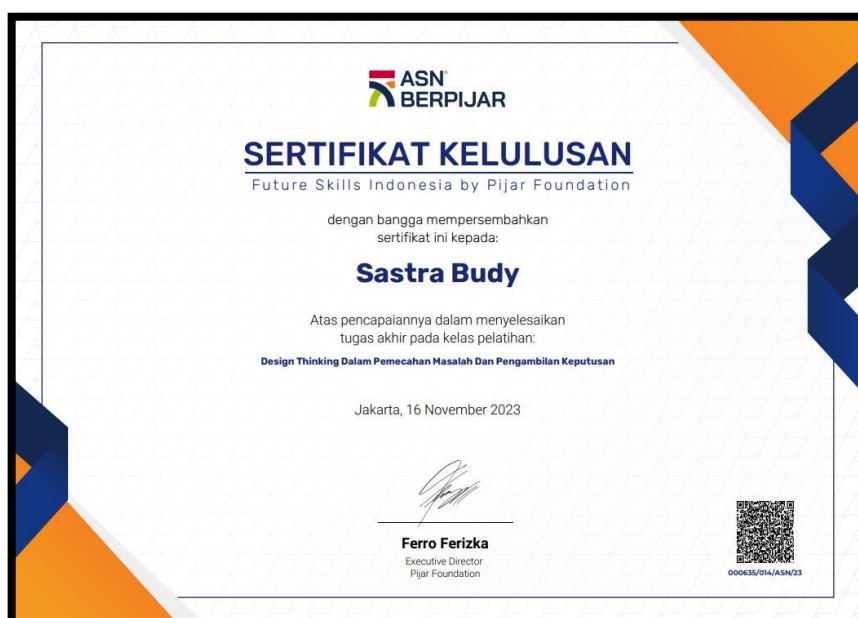 ASN
BERPIJAR
SERTIFIKAT KELULUSAN
Future Skills Indonesia by Pijar Foundation
dengan bangga mempersembahkan
sertifikat ini kepada:
Sastra Budy
Atas pencapaiannya dalam menyelesaikan
tugas akhir pada kelas pelatihan:
Design Thinking Dalam Pemecahan Masalah Dan Pengambilan Keputusan
Jakarta, 16 November 2023
Ferro Ferizka
Executive Director
Pijar Foundation
000635/014/ASN/23